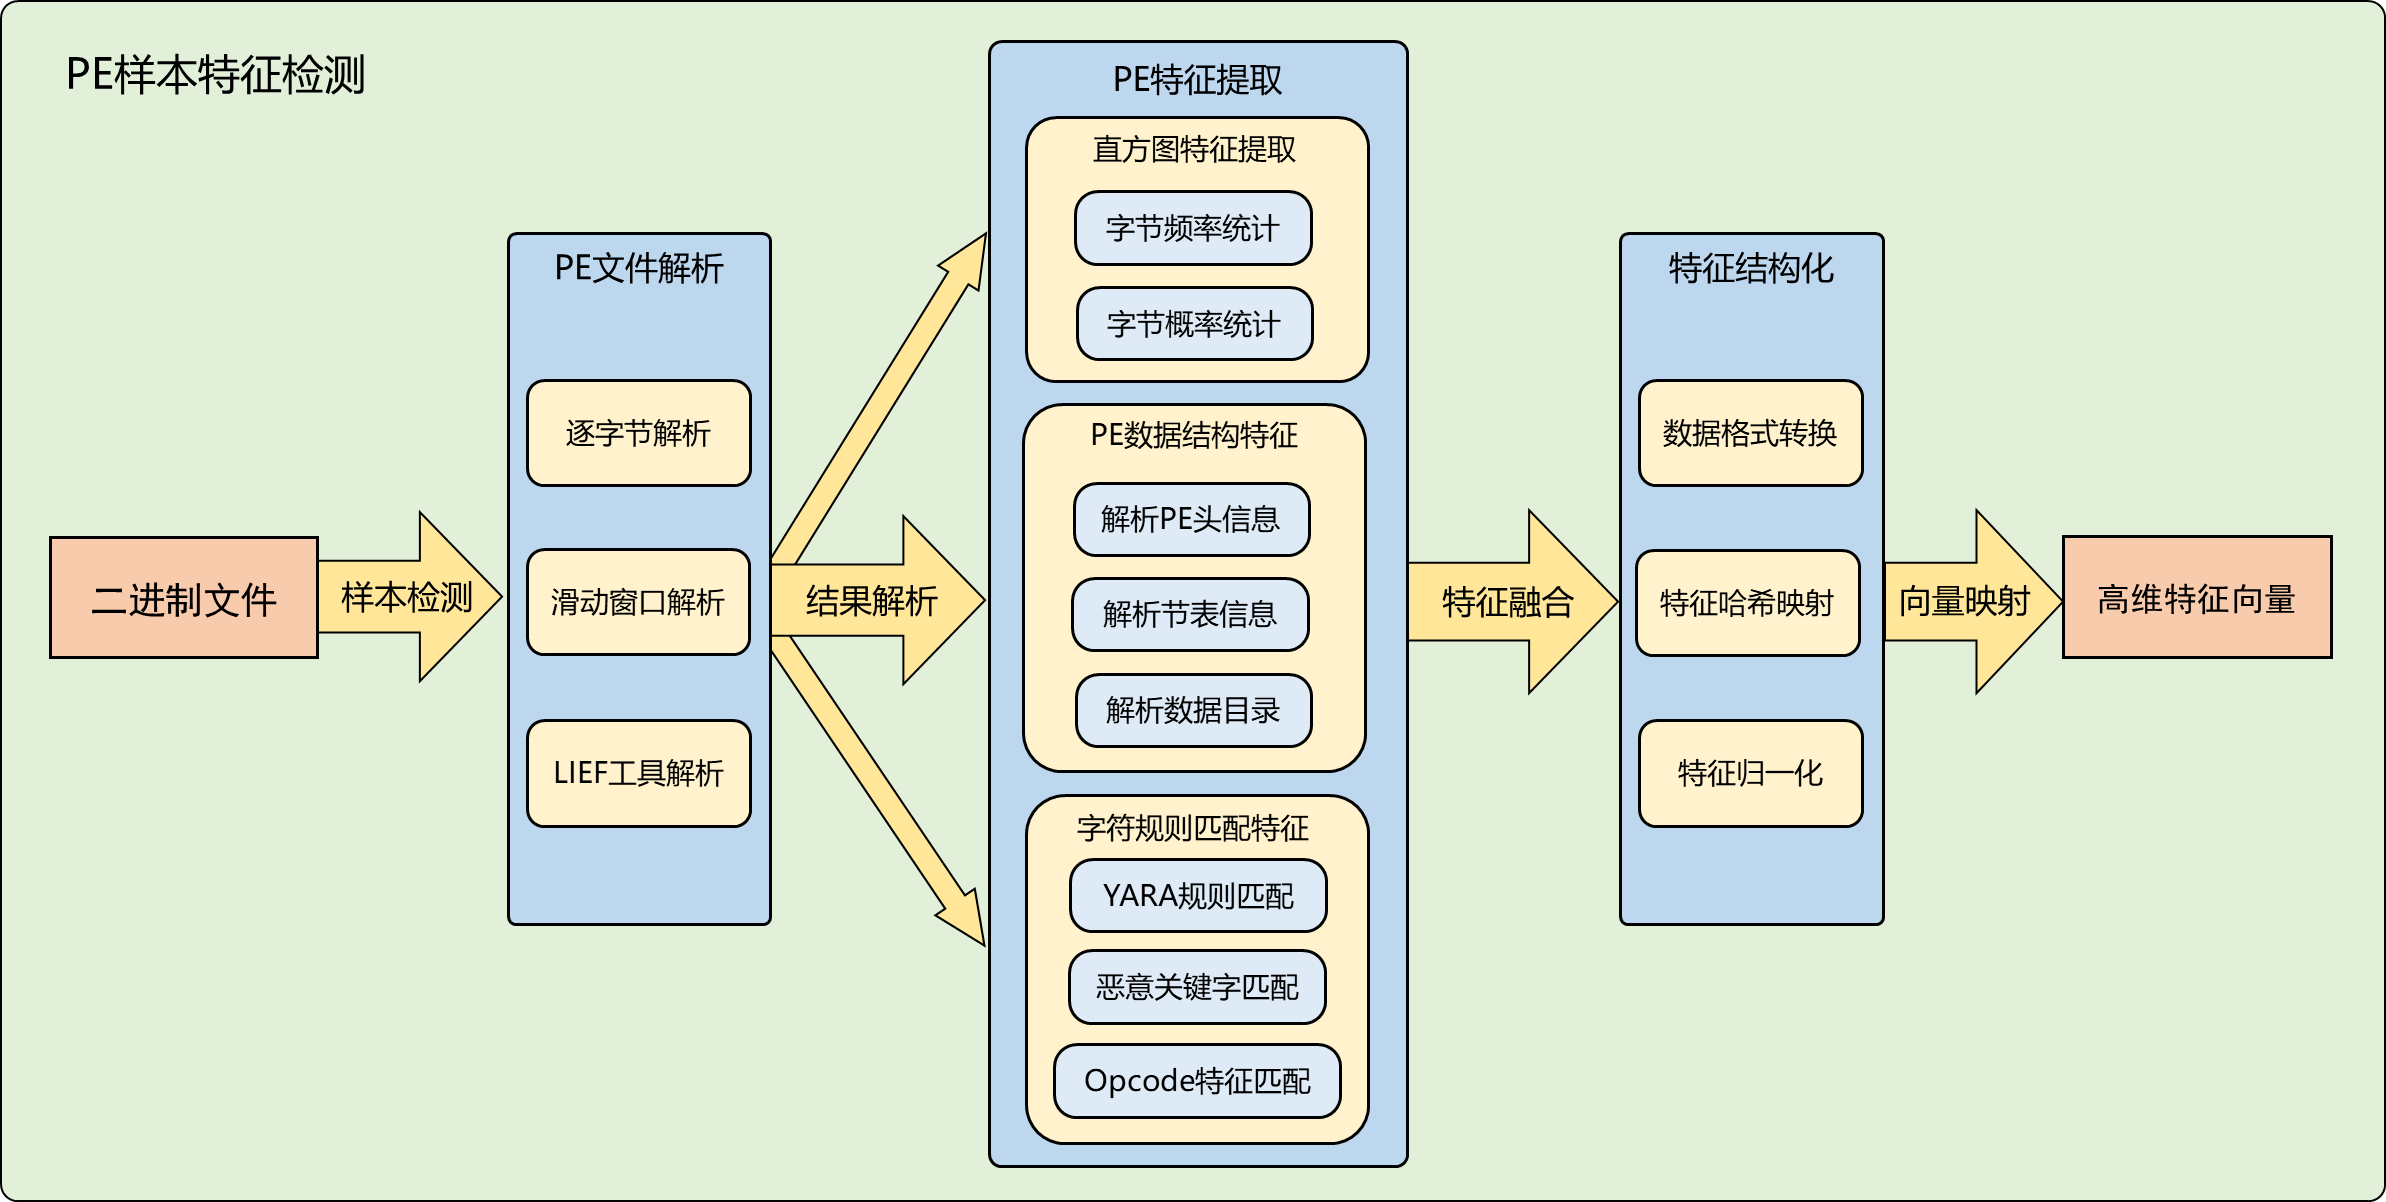 PE样本特征检测
二进制文件
样本检测
PE文件解析
逐字节解析
滑动窗口解析
LIEF工具解析
结果解析
PE特征提取
直方图特征提取
字节频率统计
字节概率统计
PE数据结构特征
解析PE头信息
解析节表信息
解析数据目录
字符规则匹配特征
YARA规则匹配
恶意关键字匹配
Opcode特征匹配
特征融合
特征结构化
数据格式转换
特征哈希映射
特征归一化
向量映射
高维特征向量